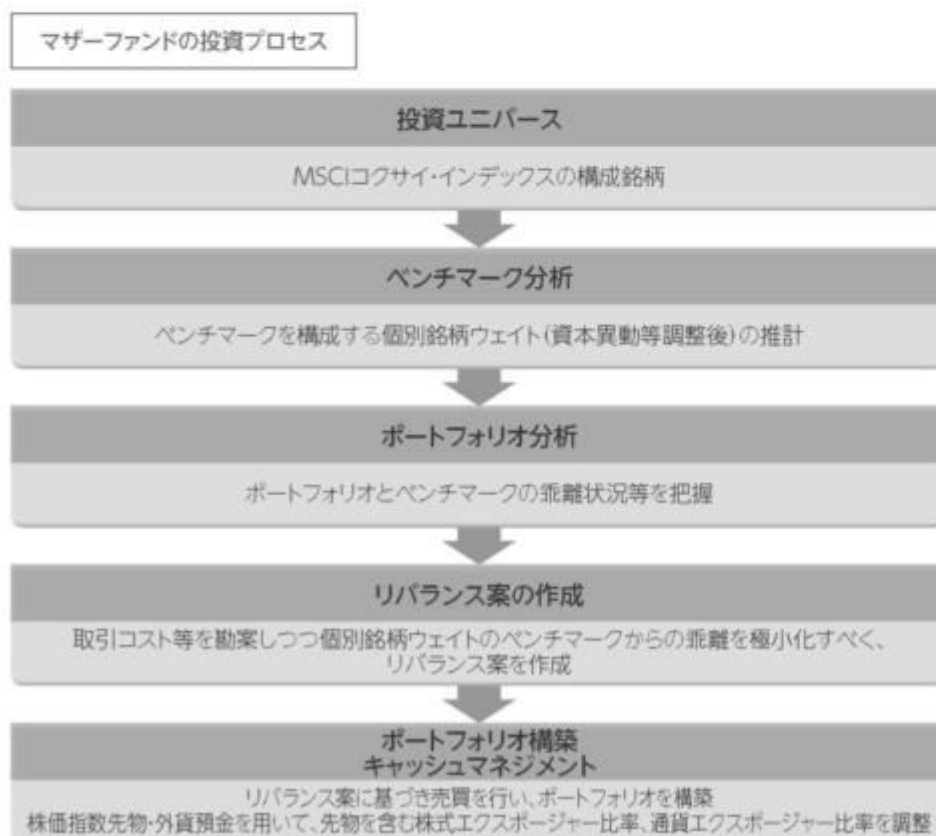 マザーファンドの投資プロセス
投資ユニバース
MSCIコクサイ・インデックスの構成銘柄
ベンチマーク分析
ベンチマークを構成する個別銘柄ウェイト(資本異動等調整後)の推計
ポートフォリオ分析
ポートフォリオとベンチマークの乖離状況等を把握
リバランス案の作成
取引コスト等を勘案しつつ個別銘柄ウェイトのベンチマークからの乖離を極小化すべく、
リバランス案を作成
ポートフォリオ構築
キャッシュマネジメント
リバランス案に基づき売買を行い、ポートフォリオを構築
株価指数先物・外貨預金を用いて、先物を含む株式エクスポージャー比率、通貨エクスポージャー比率を調整